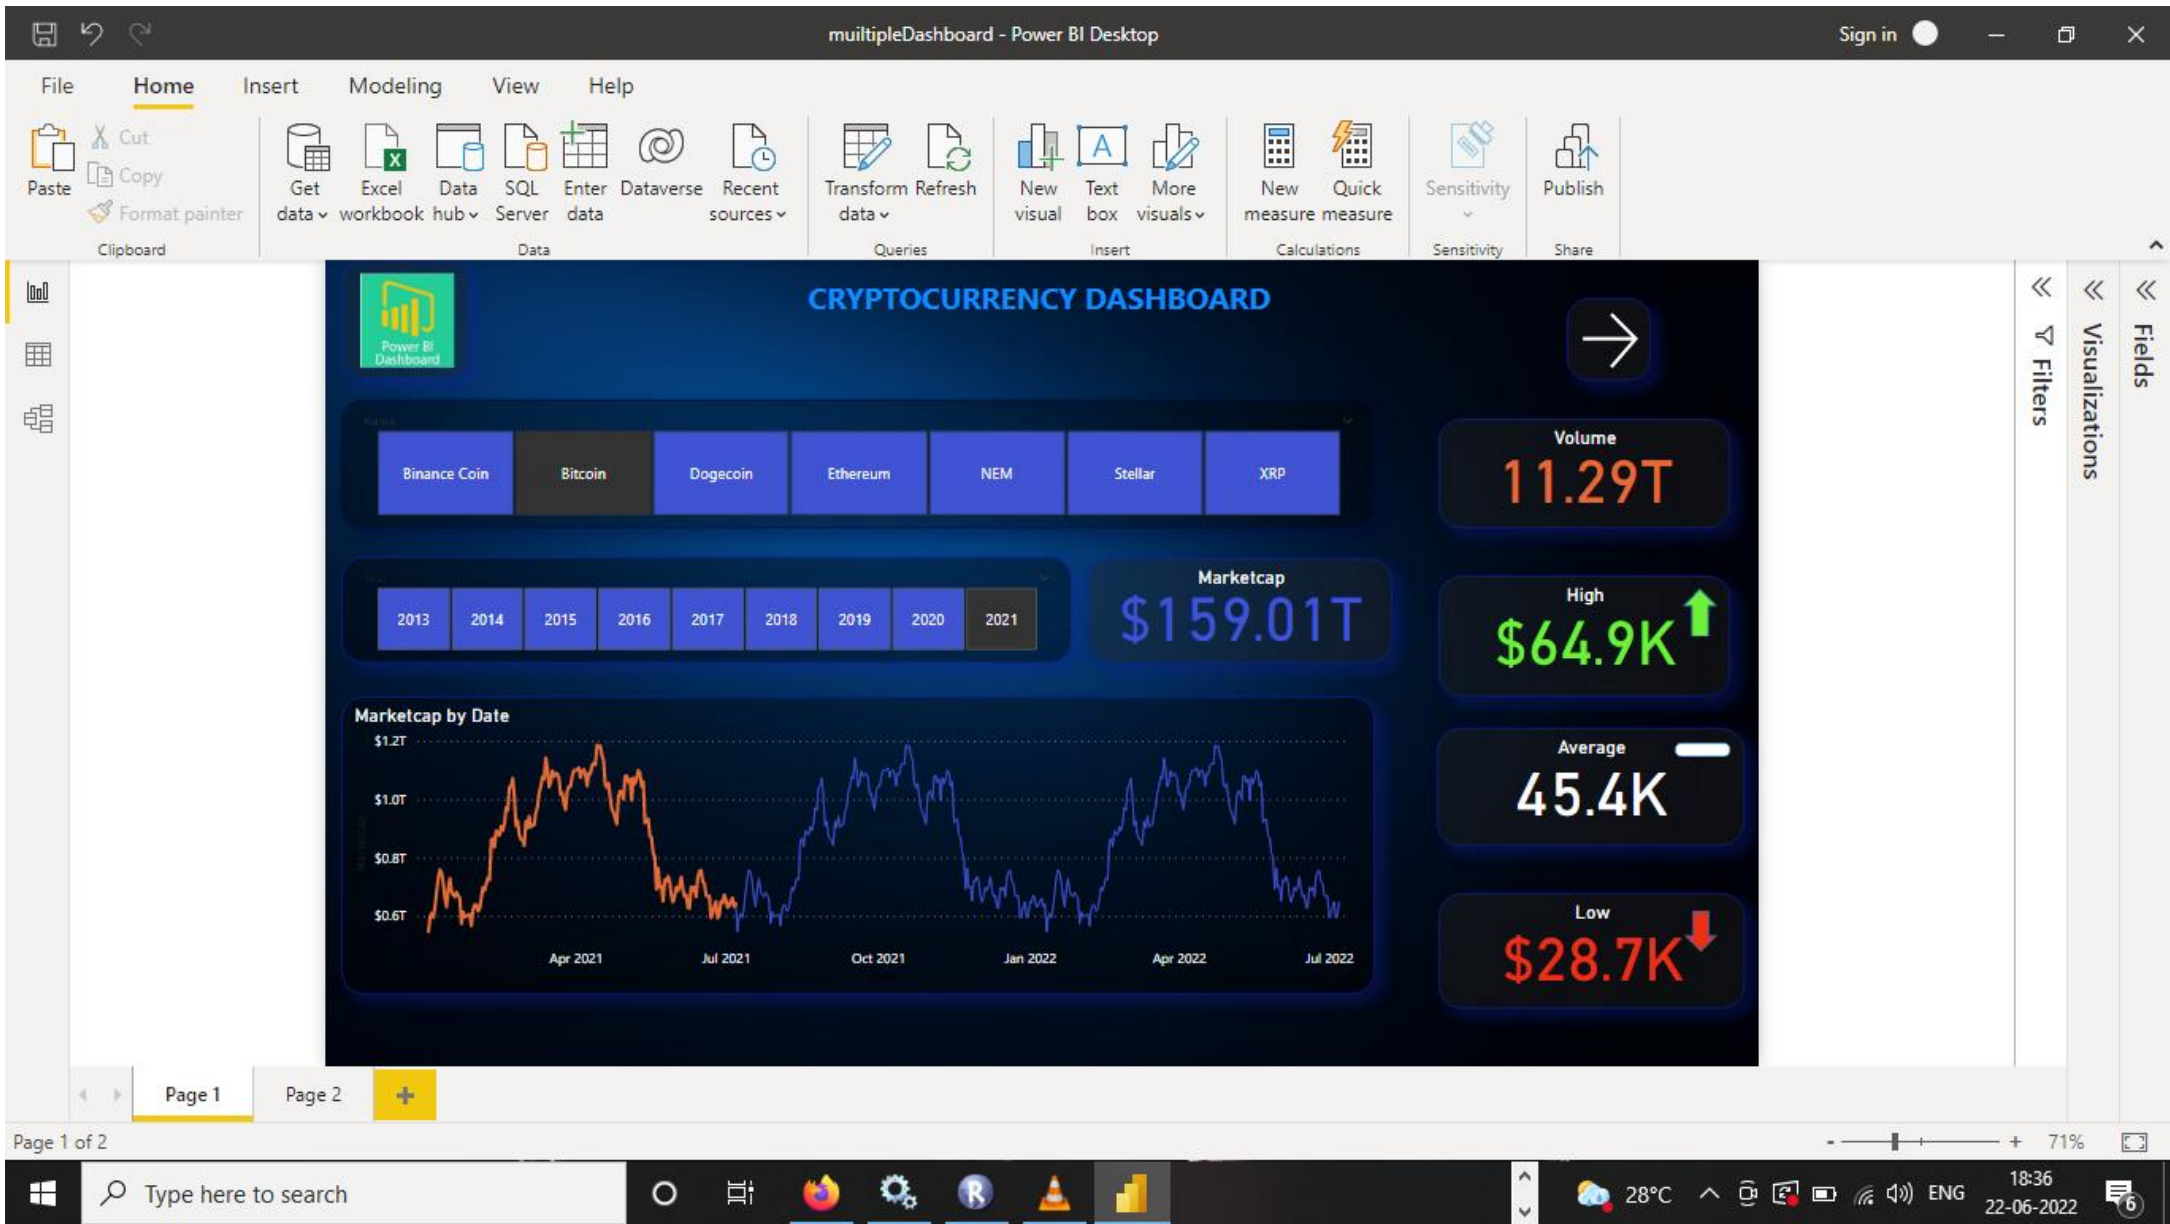 muiltipleDashboard - Power BI Desktop
Sign in
File Home Insert Modeling View Help
Paste
Cut
Copy
Format painter
Clipboard
Get data
Excel workbook
Data hub
SQL Server
Enter data
Dataverse
Recent sources
Data
Transform data
Refresh
Queries
New visual
Text box
More visuals
Insert
New measure
Quick measure
Calculations
Sensitivity
Sensitivity
Publish
Share
Power BI
Dashboard
CRYPTOCURRENCY DASHBOARD
Name
Binance Coin Bitcoin Dogecoin Ethereum NEM Stellar XRP
Volume
11.29T
2013 2014 2015 2016 2017 2018 2019 2020 2021
Marketcap
$159.01T
High
$64.9K
Marketcap by Date
$1.2T
$1.0T
$0.8T
$0.6T
Apr 2021 Jul 2021 Oct 2021 Jan 2022 Apr 2022 Jul 2022
Average
45.4K
Low
$28.7K
Filters
Visualizations
Fields
Page 1 Page 2 +
Page 1 of 2
- + 71%
Type here to search
28°C
ENG
18:36
22-06-2022
6